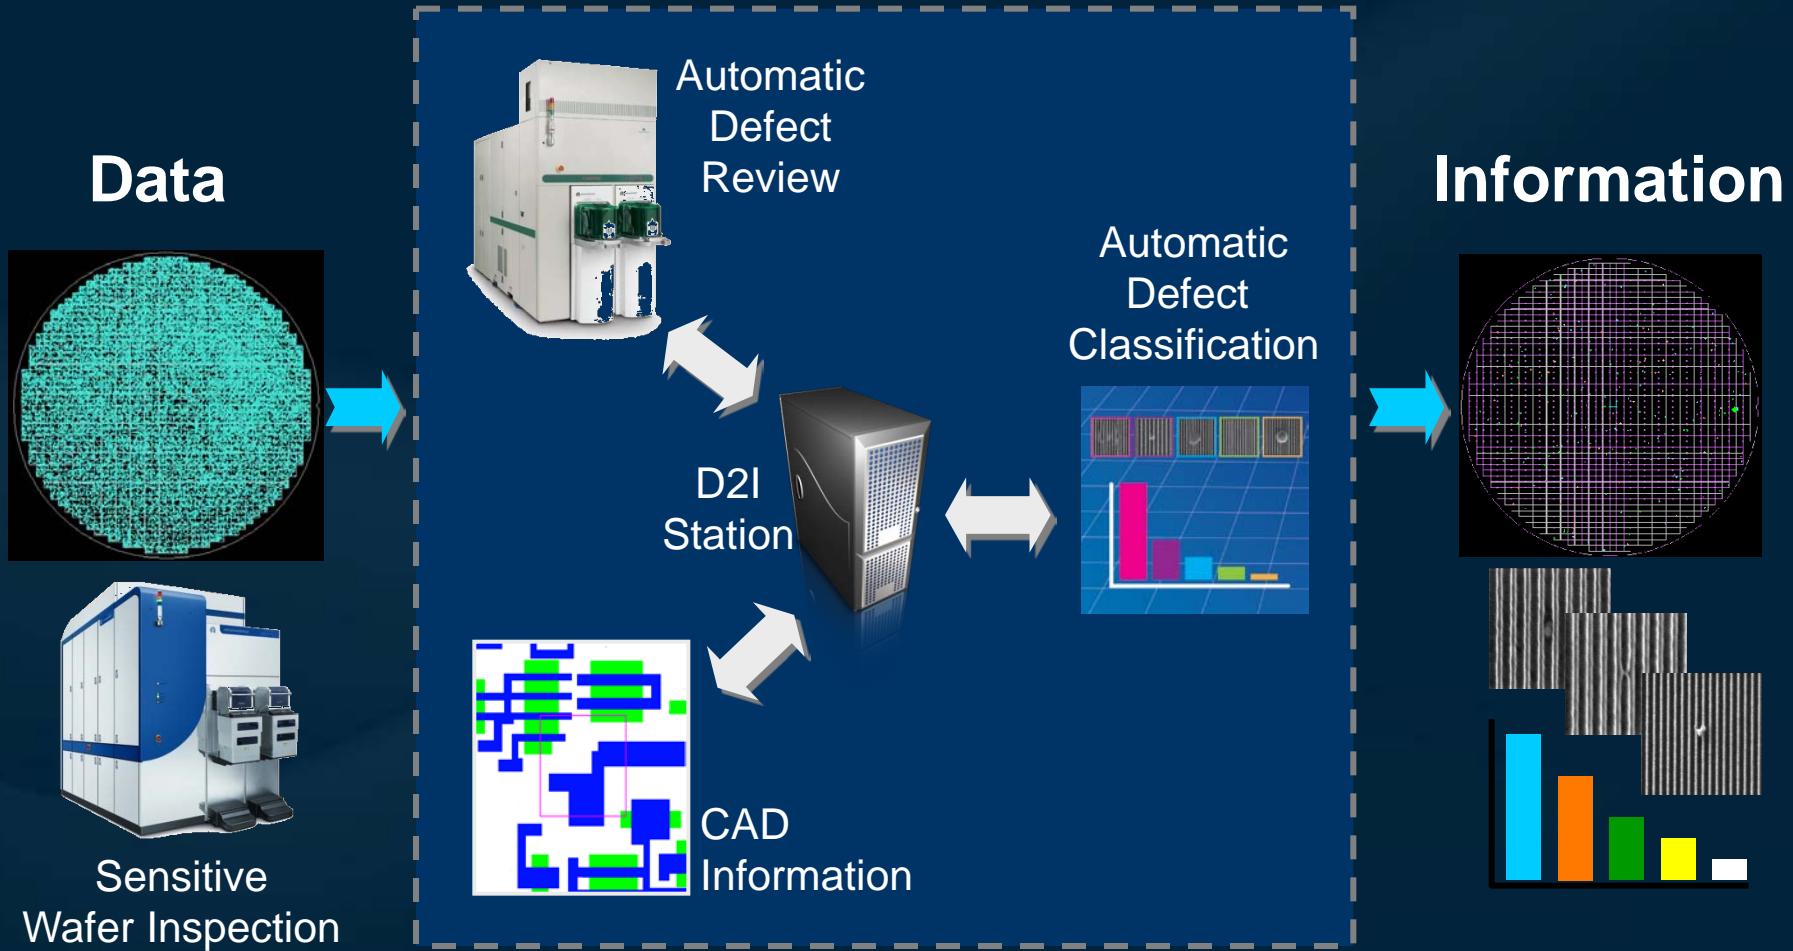 Data
Sensitive
Wafer Inspection
Automatic
Defect
Review
D2I
Station
CAD
Information
Automatic
Defect
Classification
Information